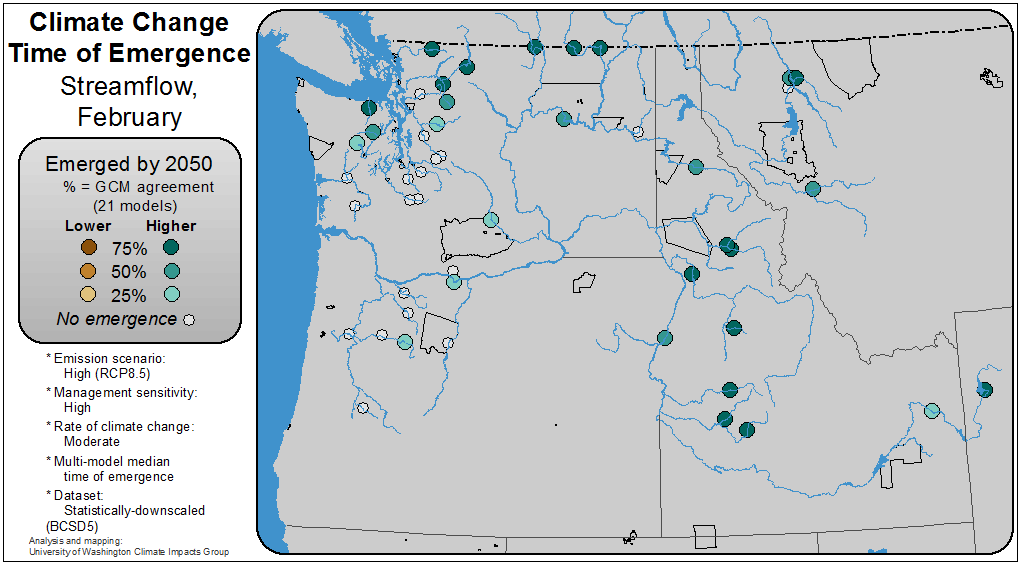 Climate Change
Time of Emergence
Streamflow,
February
Emerged by 2050
% = GCM agreement
(21 models)
Lower Higher
75%
50%
25%
No emergence
* Emission scenario:
High (RCP8.5)
* Management sensitivity:
High
* Rate of climate change:
Moderate
* Multi-model median
time of emergence
* Dataset:
Statistically-downscaled
(BCSD5)
Analysis and mapping:
University of Washington Climate Impacts Group